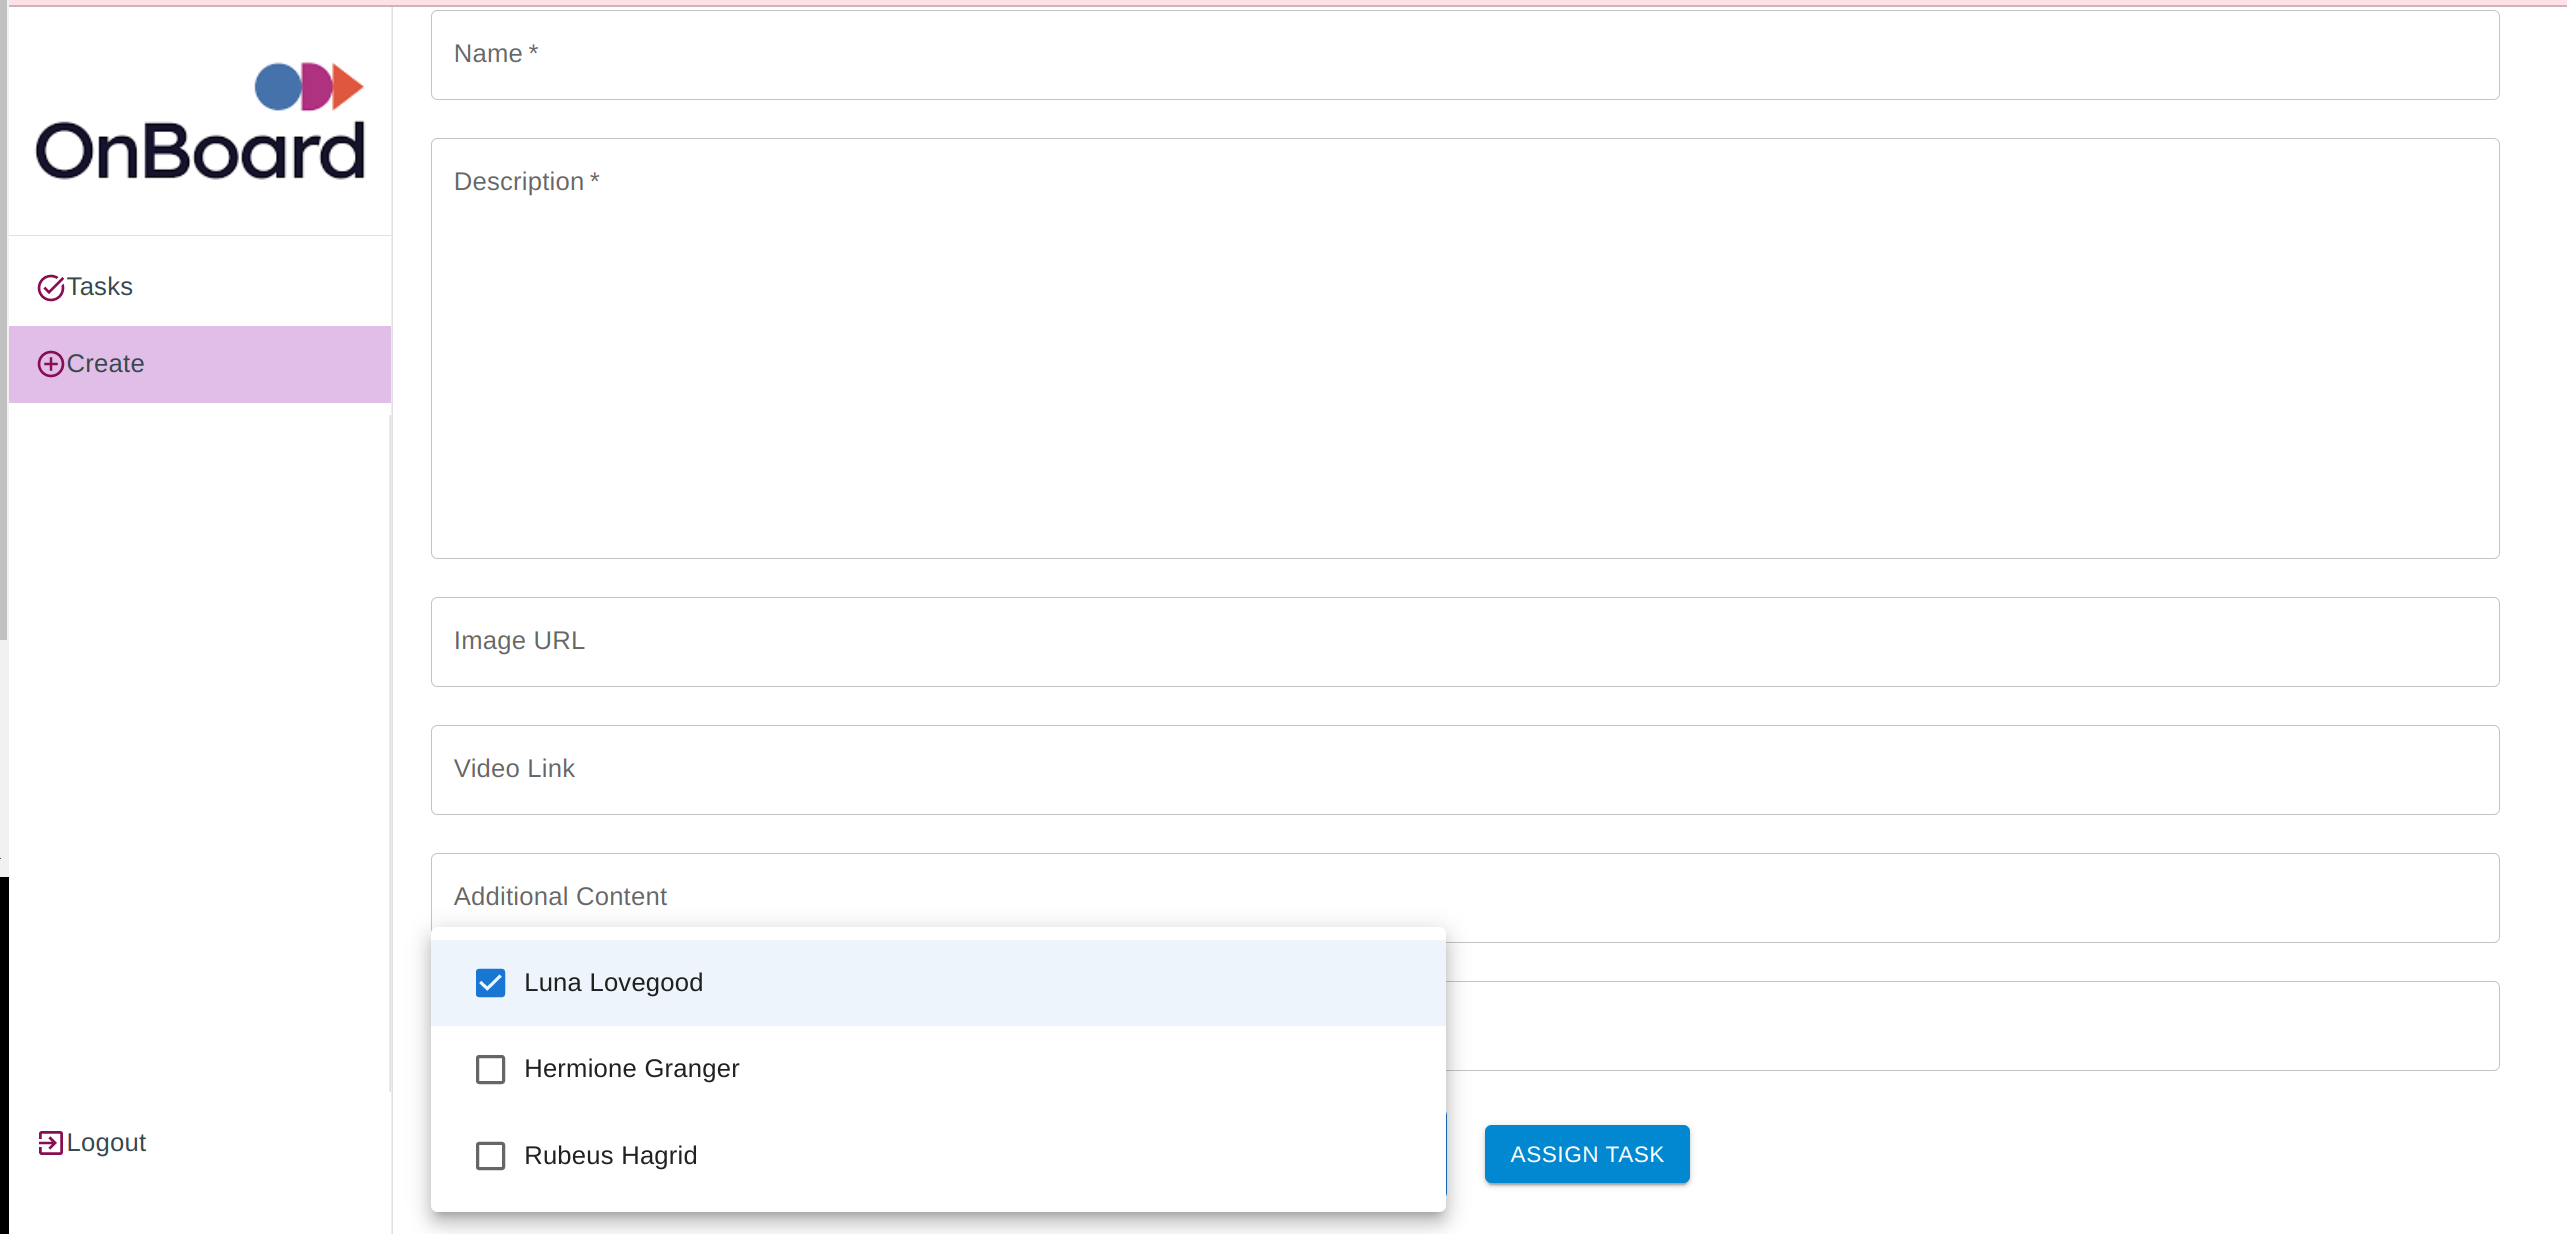 OnBoard
Tasks
Create
Logout
Name *
Description *
Image URL
Video Link
Additional Content
Luna Lovegood
Hermione Granger
Rubeus Hagrid
ASSIGN TASK